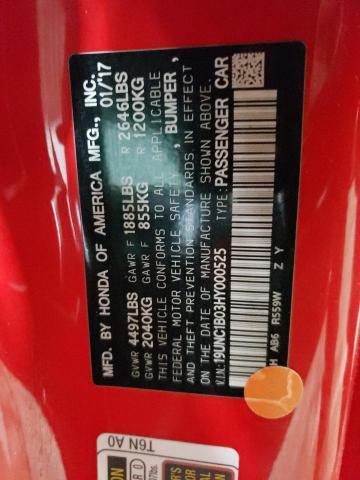 MFD. BY HONDA OF AMERICA MFG., INC.
01/'17
GVWR 4497LBS GAWR F 1885LBS R 2646LBS
GVWR 2040KG GAWR F 855KG R 1200KG
THIS VEHICLE CONFORMS TO ALL APPLICABLE
FEDERAL MOTOR VEHICLE SAFETY , BUMPER ,
AND THEFT PREVENTION STANDARDS IN EFFECT
ON THE DATE OF MANUFACTURE SHOWN ABOVE.
V.I.N.: 19UNC1B03HY000525 TYPE: PASSENGER CAR
H AB6 R559W Z Y
T6N A0